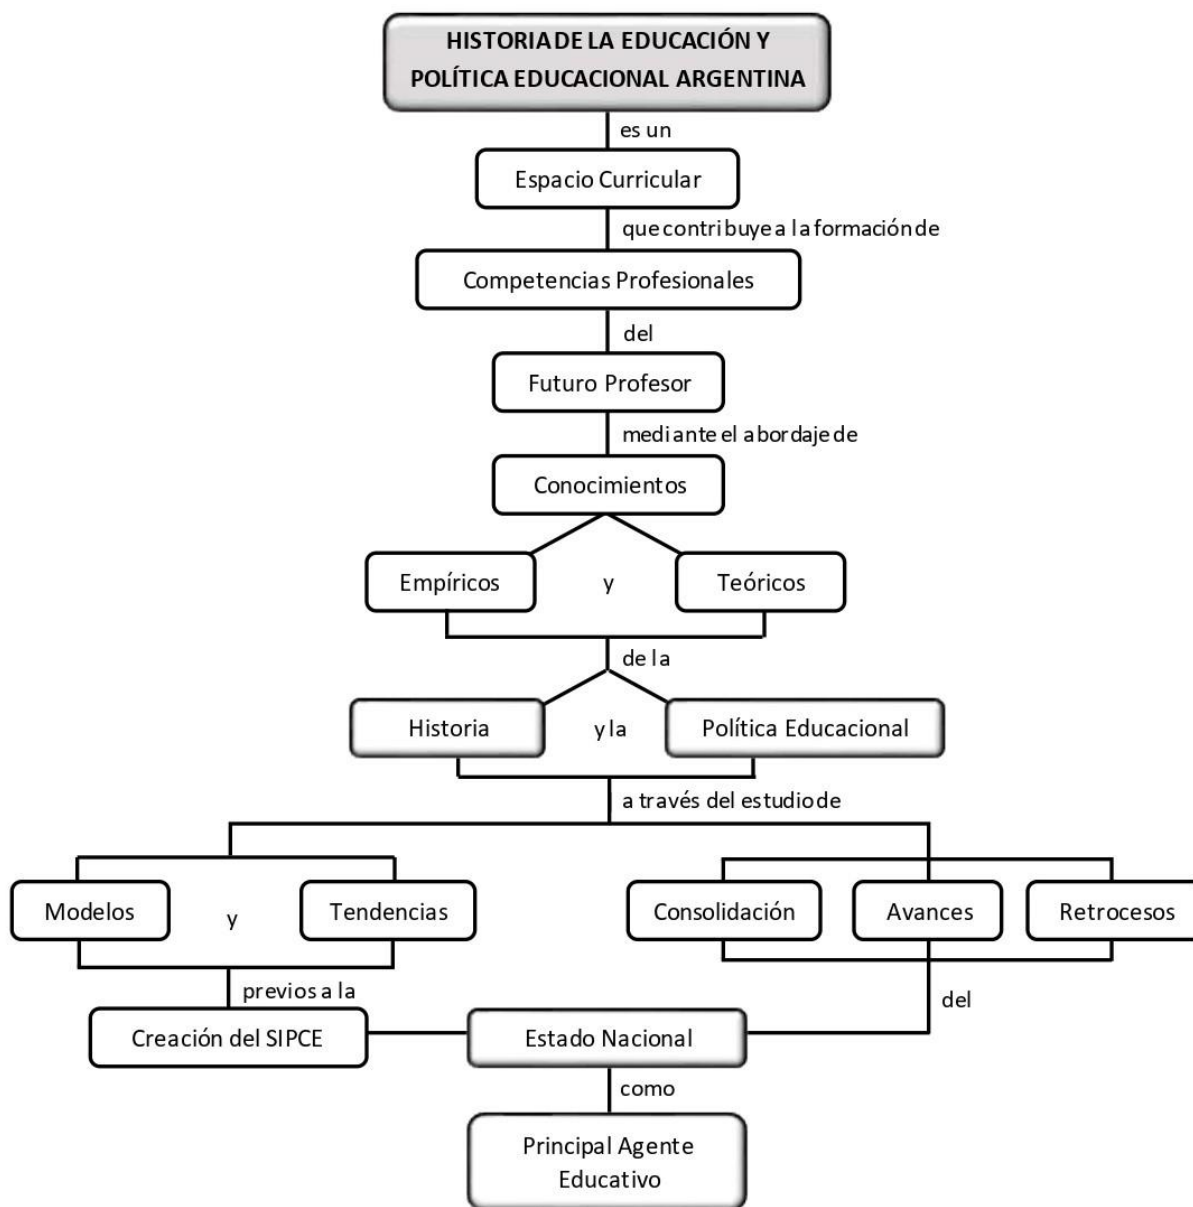 HISTORIA DE LA EDUCACIÓN Y
POLÍTICA EDUCACIONAL ARGENTINA
es un
Espacio Curricular
que contribuye a la formación de
Competencias Profesionales
del
Futuro Profesor
mediante el abordaje de
Conocimientos
Empíricos y Teóricos
de la
Historia y la Política Educacional
a través del estudio de
Modelos y Tendencias Consolidación Avances Retrocesos
previos a la del
Creación del SIPCE Estado Nacional
como
Principal Agente
Educativo